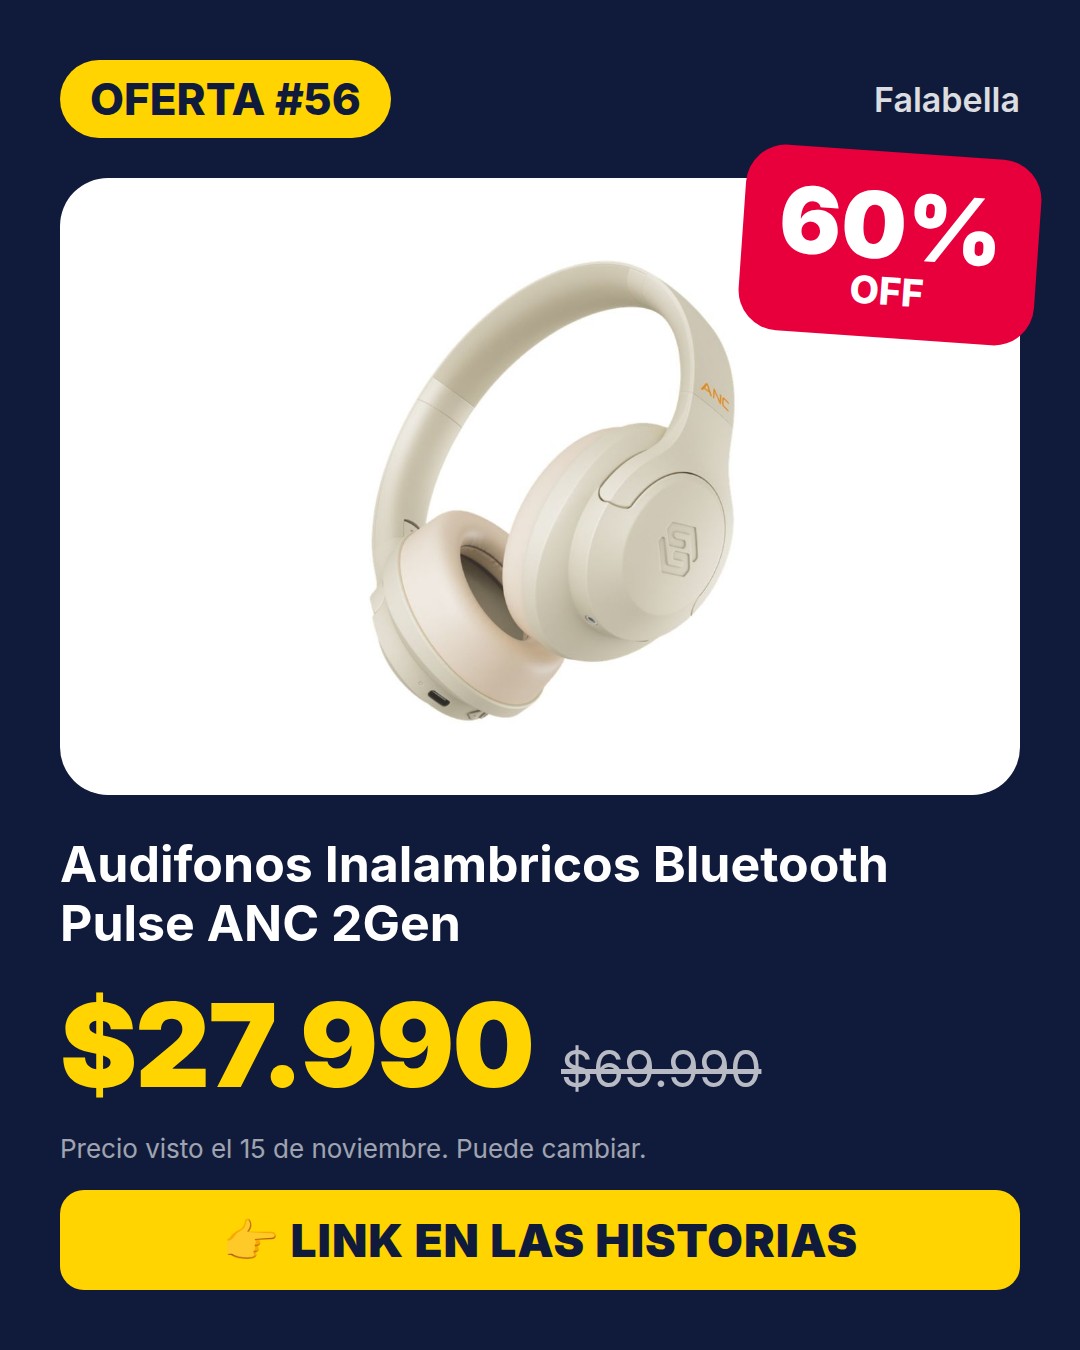 OFERTA #56
Falabella
60%
OFF
ANC
Audifonos Inalambricos Bluetooth
Pulse ANC 2Gen
$27.990 $69.990
Precio visto el 15 de noviembre. Puede cambiar.
👉 LINK EN LAS HISTORIAS